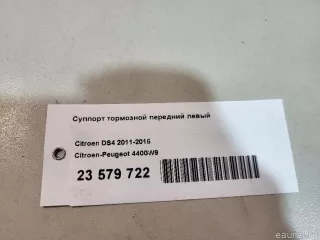 Суппорт тормозной передний левый
Citroen DS4 2011-2015
Citroen-Peugeot 4400W9
23 579 722